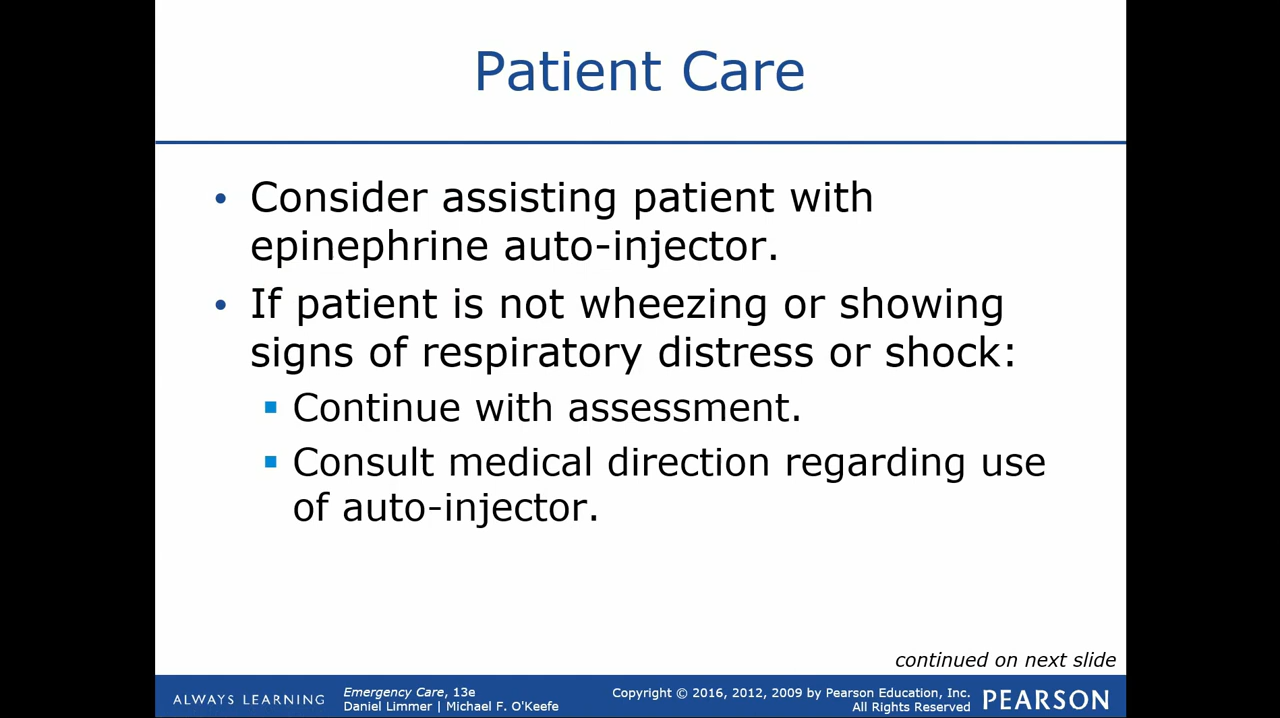 Patient Care
• Consider assisting patient with
epinephrine auto-injector.
• If patient is not wheezing or showing
signs of respiratory distress or shock:
▪ Continue with assessment.
▪ Consult medical direction regarding use
of auto-injector.
continued on next slide
ALWAYS LEARNING
Emergency Care, 13e
Daniel Limmer | Michael F. O'Keefe
Copyright © 2016, 2012, 2009 by Pearson Education, Inc.
All Rights Reserved
PEARSON